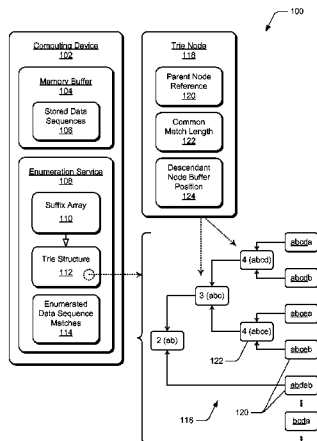 100
Computing Device
102
Memory Buffer
104
Stored Data
Sequences
106
Enumeration Service
108
Suffix Array
110
Trie Structure
112
Enumerated
Data Sequence
Matches
114
Trie Node
118
Parent Node
Reference
120
Common
Match Length
122
Descendant
Node Buffer
Position
124
4 (abcd)
abcda
abcdb
3 (abc)
4 (abce)
abcea
abceb
2 (ab)
122
abdab
120
116
bcda